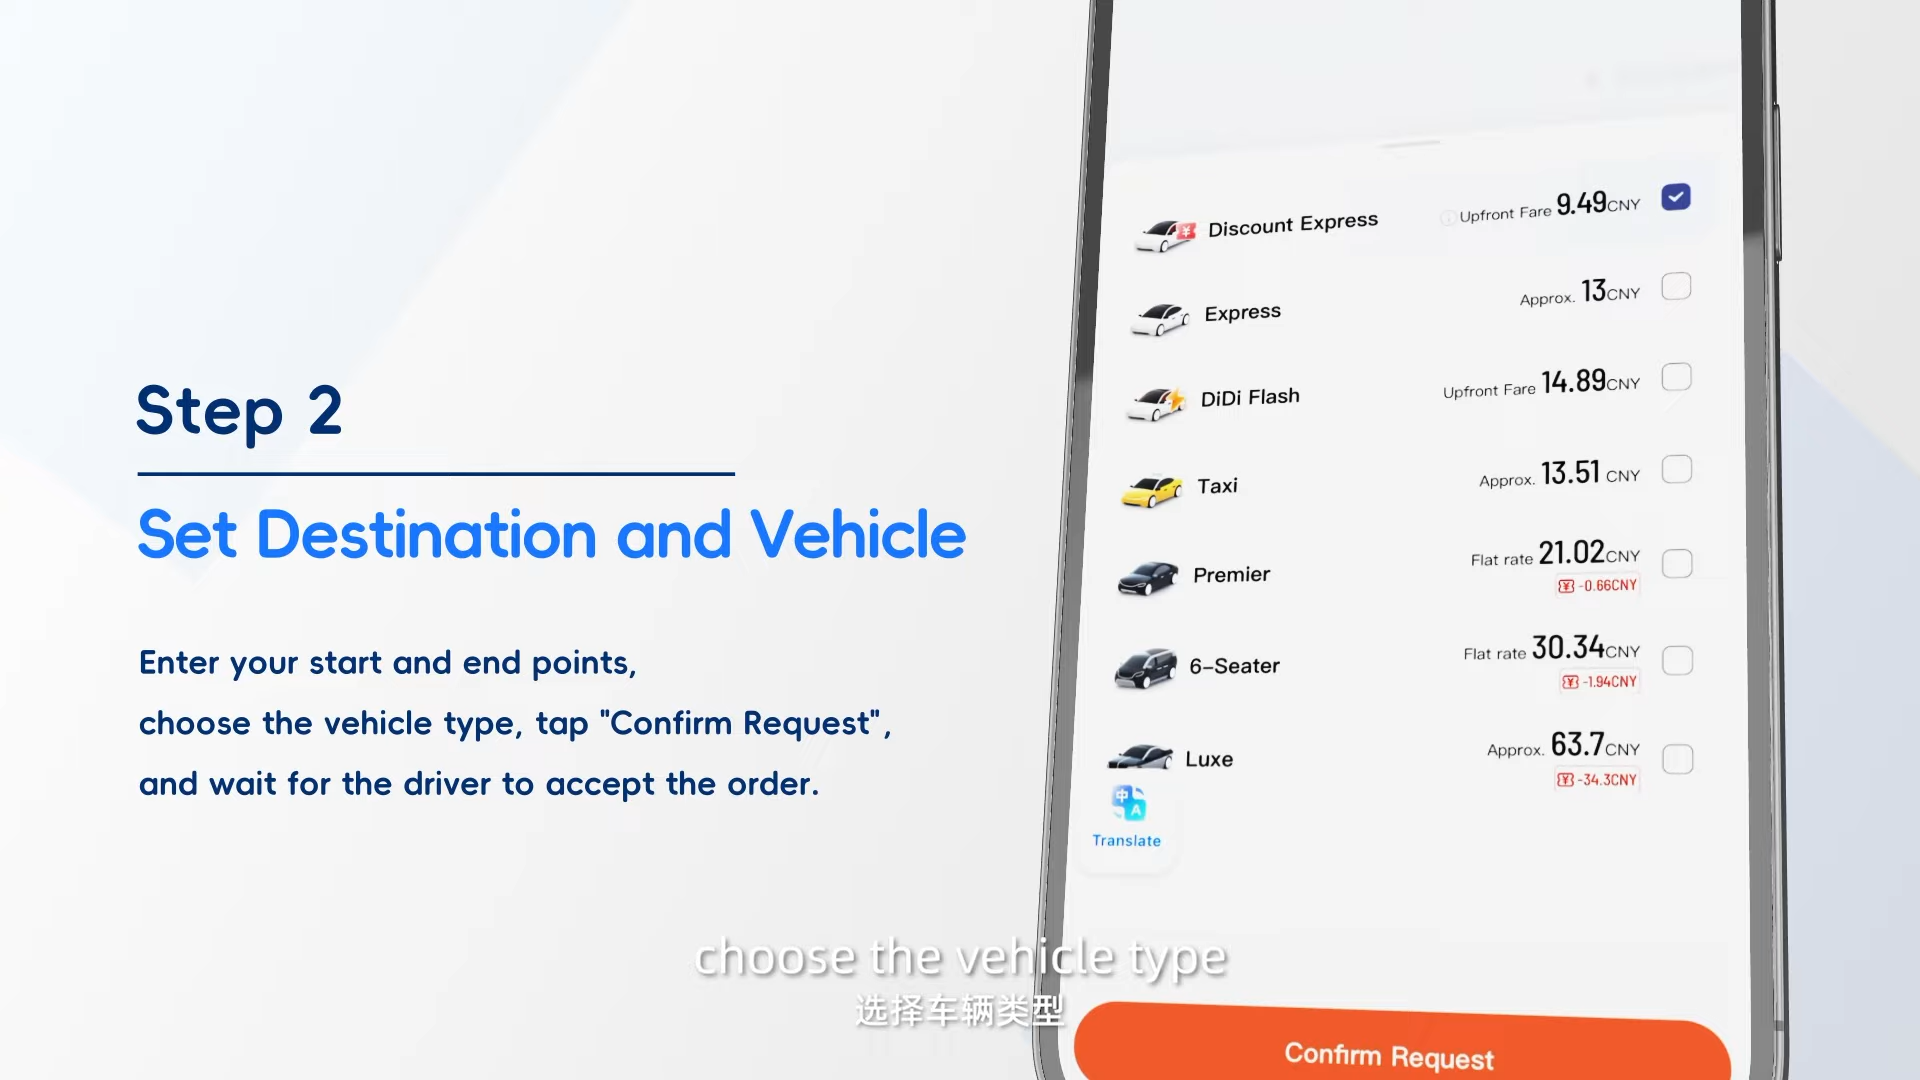 Step 2
Set Destination and Vehicle
Enter your start and end points,
choose the vehicle type, tap "Confirm Request",
and wait for the driver to accept the order.
Discount Express
Upfront Fare 9.49CNY
Express
Approx. 13CNY
DiDi Flash
Upfront Fare 14.89CNY
Taxi
Approx. 13.51 CNY
Premier
Flat rate 21.02CNY
¥ -0.66CNY
6-Seater
Flat rate 30.34CNY
¥ -1.94CNY
Luxe
Approx. 63.7CNY
¥ -34.3CNY
中 A
Translate
choose the vehicle type
选择车辆类型
Confirm Request